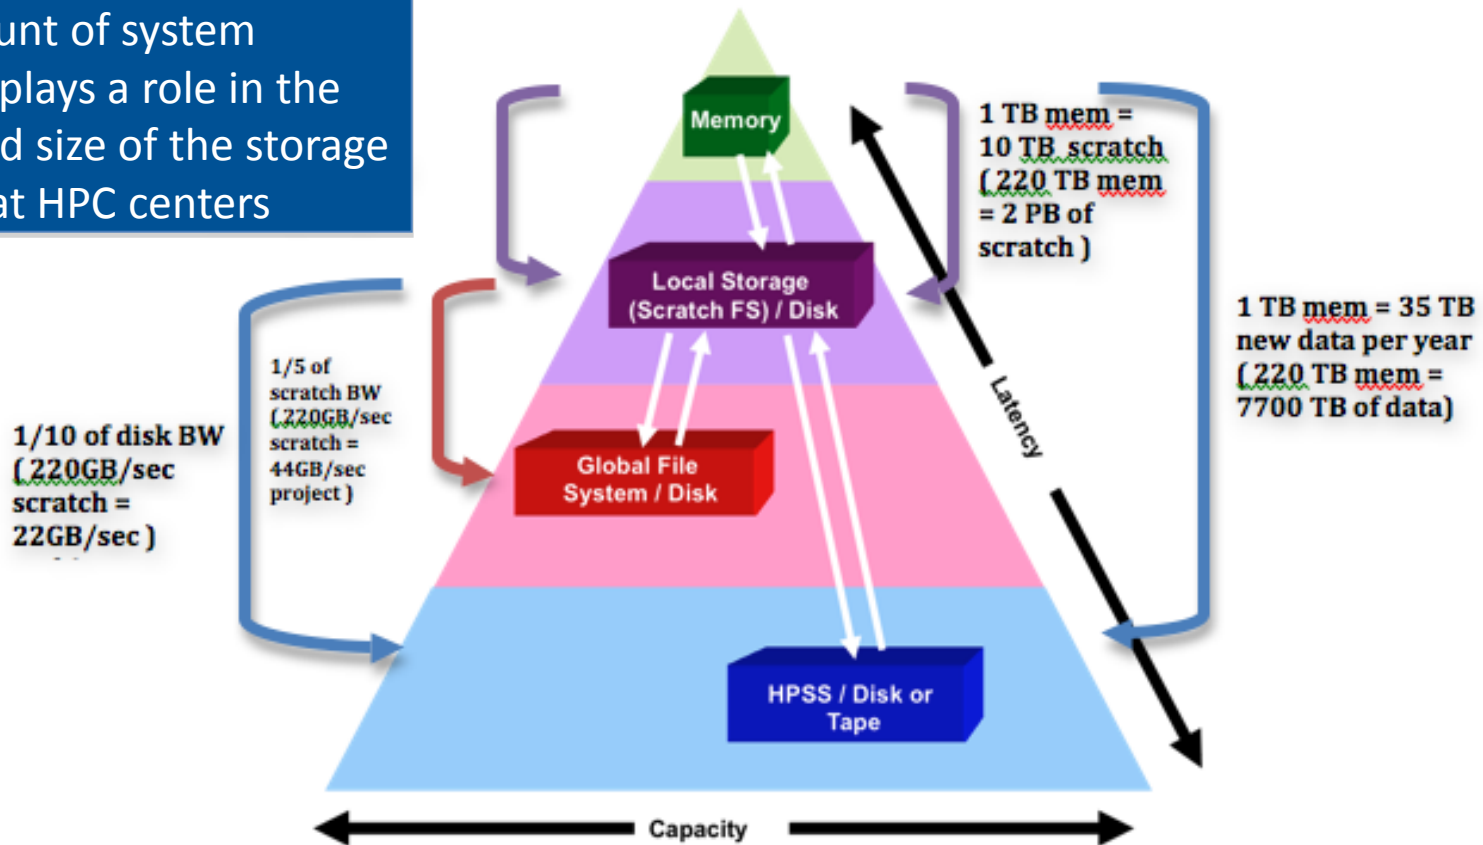 unt of system
plays a role in the
d size of the storage
at HPC centers
Memory
1 TB mem =
10 TB scratch
( 220 TB mem
= 2 PB of
scratch )
Local Storage
(Scratch FS) / Disk
1 TB mem = 35 TB
new data per year
( 220 TB mem =
7700 TB of data)
1/5 of
scratch BW
( 220GB/sec
scratch =
44GB/sec
project )
Latency
1/10 of disk BW
( 220GB/sec
scratch =
22GB/sec )
Global File
System / Disk
HPSS / Disk or
Tape
Capacity